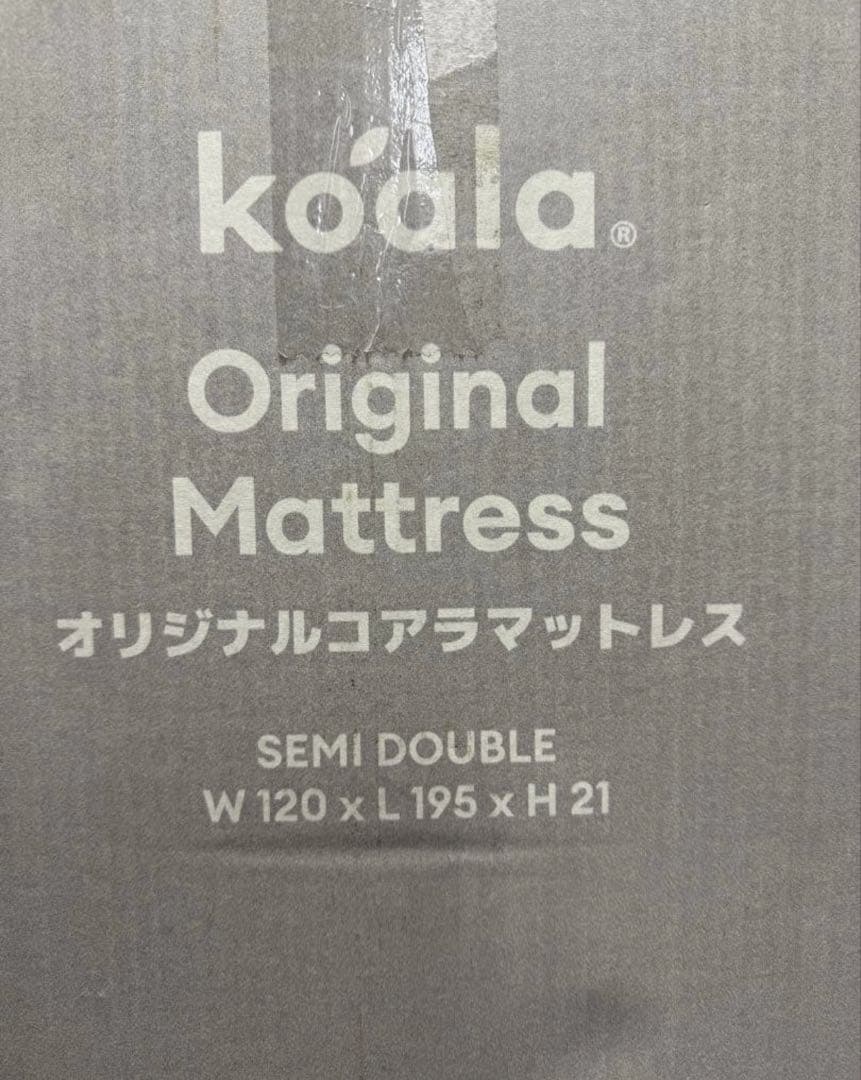 koala®
Original
Mattress
オリジナルコアラマットレス
SEMI DOUBLE
W 120 x L 195 x H 21